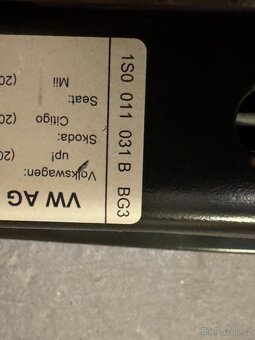 VW AG
Volkswagen:
up! (20
Skoda:
Citigo (20
Seat:
Mii (20
1S0 011 031 B BG3